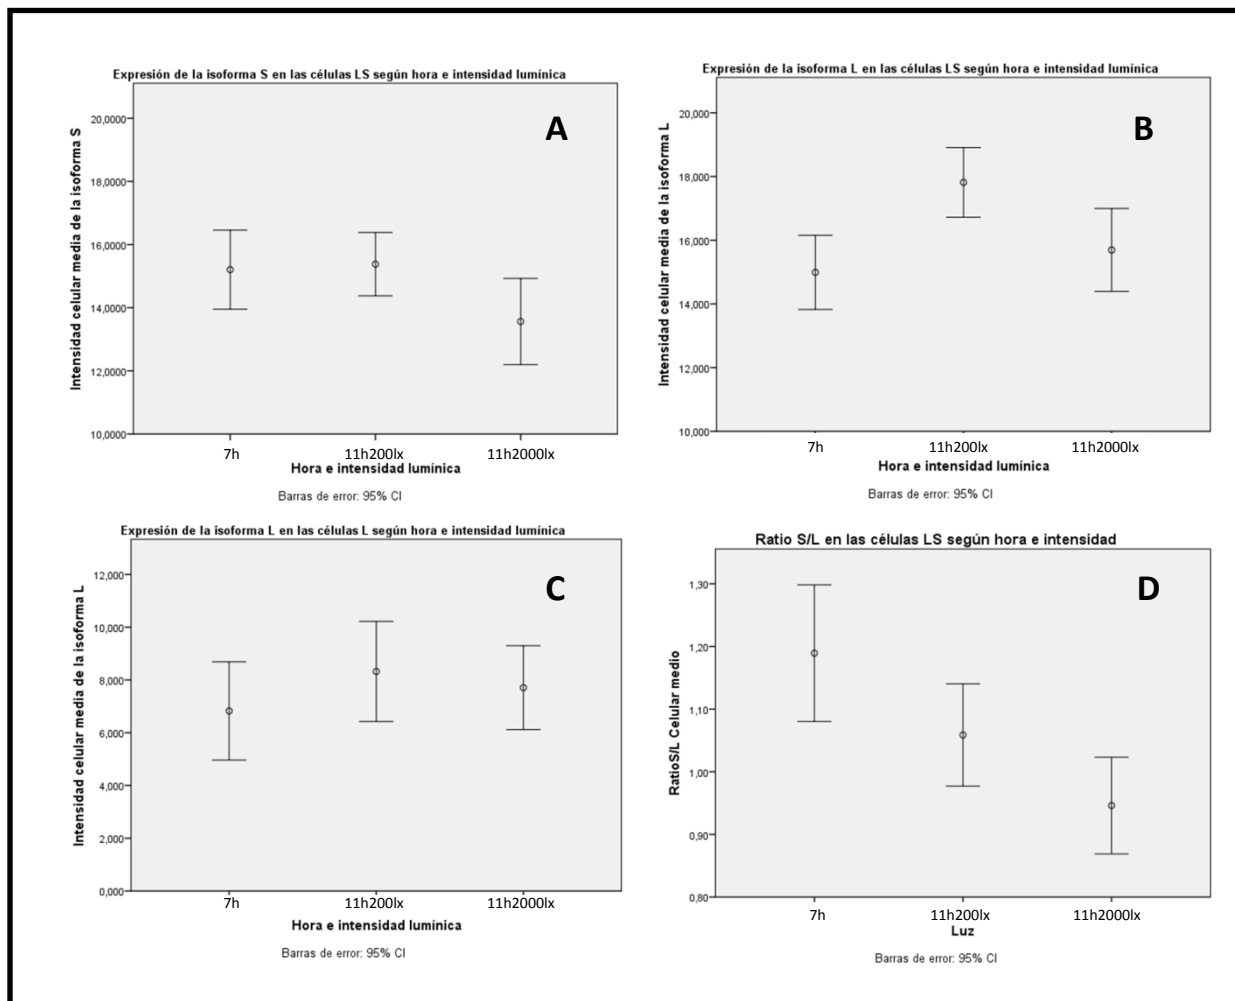 Expresión de la isoforma S en las células LS según hora e intensidad lumínica
A
Intensidad celular media de la isoforma S
20,0000
18,0000
16,0000
14,0000
12,0000
10,0000
7h
11h200lx
11h2000lx
Hora e intensidad lumínica
Barras de error: 95% CI
Expresión de la isoforma L en las células LS según hora e intensidad lumínica
B
Intensidad celular media de la isoforma L
20,000
18,000
16,000
14,000
12,000
10,000
7h
11h200lx
11h2000lx
Hora e intensidad lumínica
Barras de error: 95% CI
Expresión de la isoforma L en las células L según hora e intensidad lumínica
C
Intensidad celular media de la isoforma L
12,000
10,000
8,000
6,000
4,000
2,000
0,000
7h
11h200lx
11h2000lx
Hora e intensidad lumínica
Barras de error: 95% CI
Ratio S/L en las células LS según hora e intensidad
D
RatioS/L Celular medio
1,30
1,20
1,10
1,00
0,90
0,80
7h
11h200lx
11h2000lx
Luz
Barras de error: 95% CI